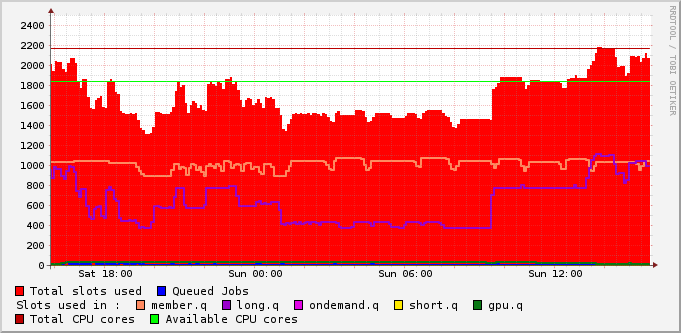 2400
2200
2000
1800
1600
1400
1200
1000
800
600
400
200
0
Sat 18:00 Sun 00:00 Sun 06:00 Sun 12:00
RRDTOOL / TOBI OETIKER
Total slots used Queued Jobs
Slots used in : member.q long.q ondemand.q short.q gpu.q
Total CPU cores Available CPU cores